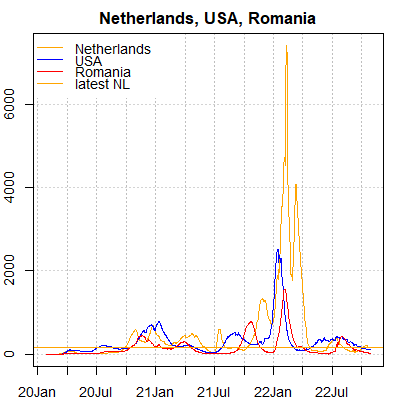 Netherlands, USA, Romania
Netherlands
USA
Romania
latest NL
6000
4000
2000
0
20Jan 20Jul 21Jan 21Jul 22Jan 22Jul